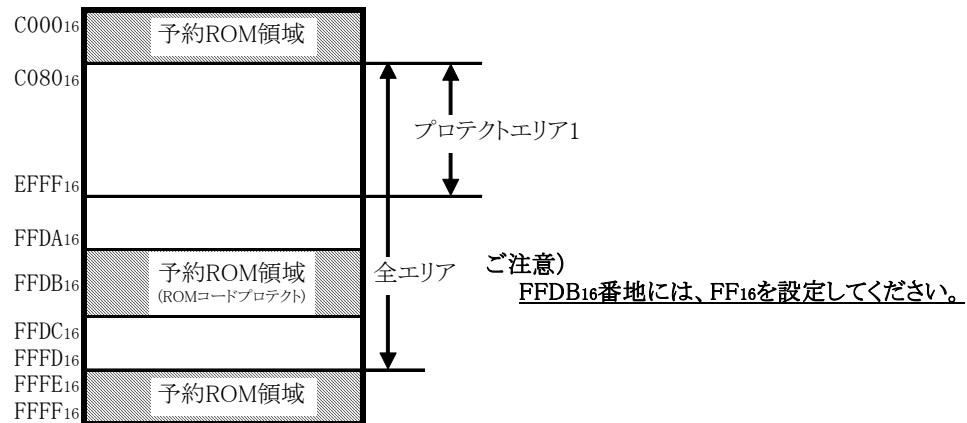 C000₁₆
予約ROM領域
C080₁₆
プロテクトエリア1
EFFF₁₆
FFDA₁₆
FFDB₁₆
予約ROM領域
(ROMコードプロテクト)
全エリア
ご注意)
FFDB₁₆番地には、FF₁₆を設定してください。
FFDC₁₆
FFFD₁₆
FFFE₁₆
予約ROM領域
FFFF₁₆